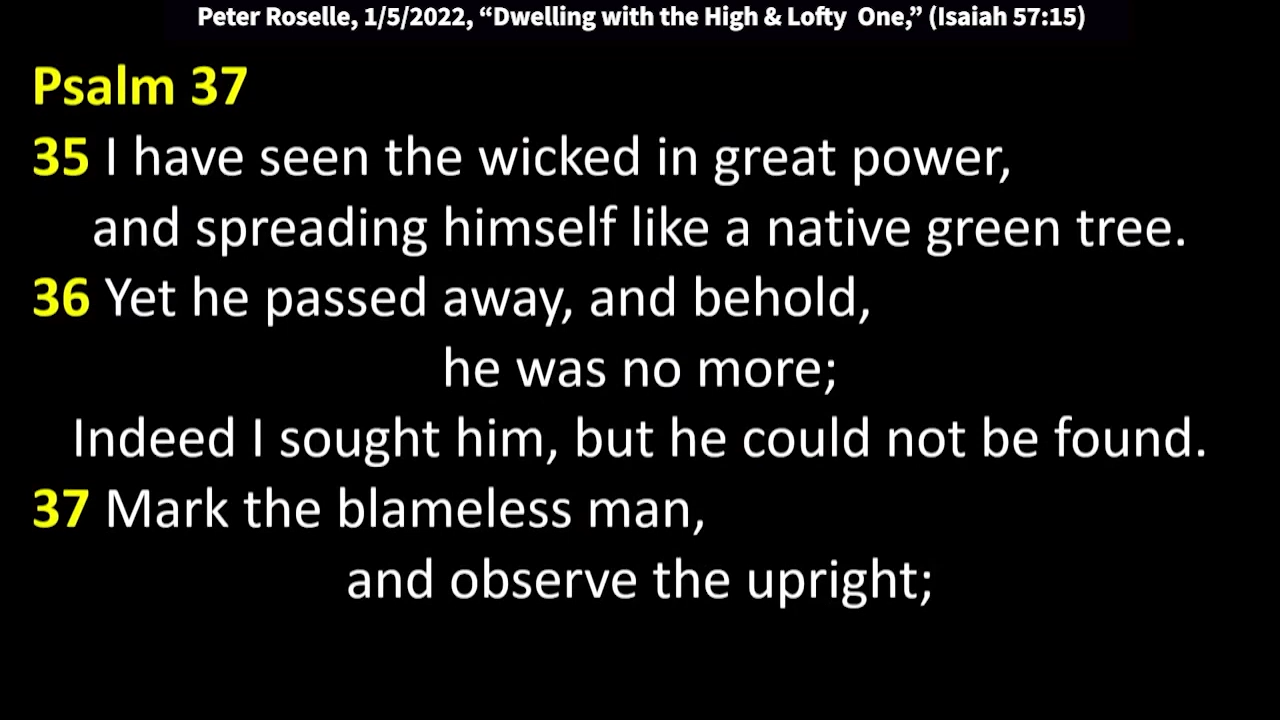 Peter Roselle, 1/5/2022, “Dwelling with the High & Lofty One,” (Isaiah 57:15)
Psalm 37
35 I have seen the wicked in great power,
and spreading himself like a native green tree.
36 Yet he passed away, and behold,
he was no more;
Indeed I sought him, but he could not be found.
37 Mark the blameless man,
and observe the upright;